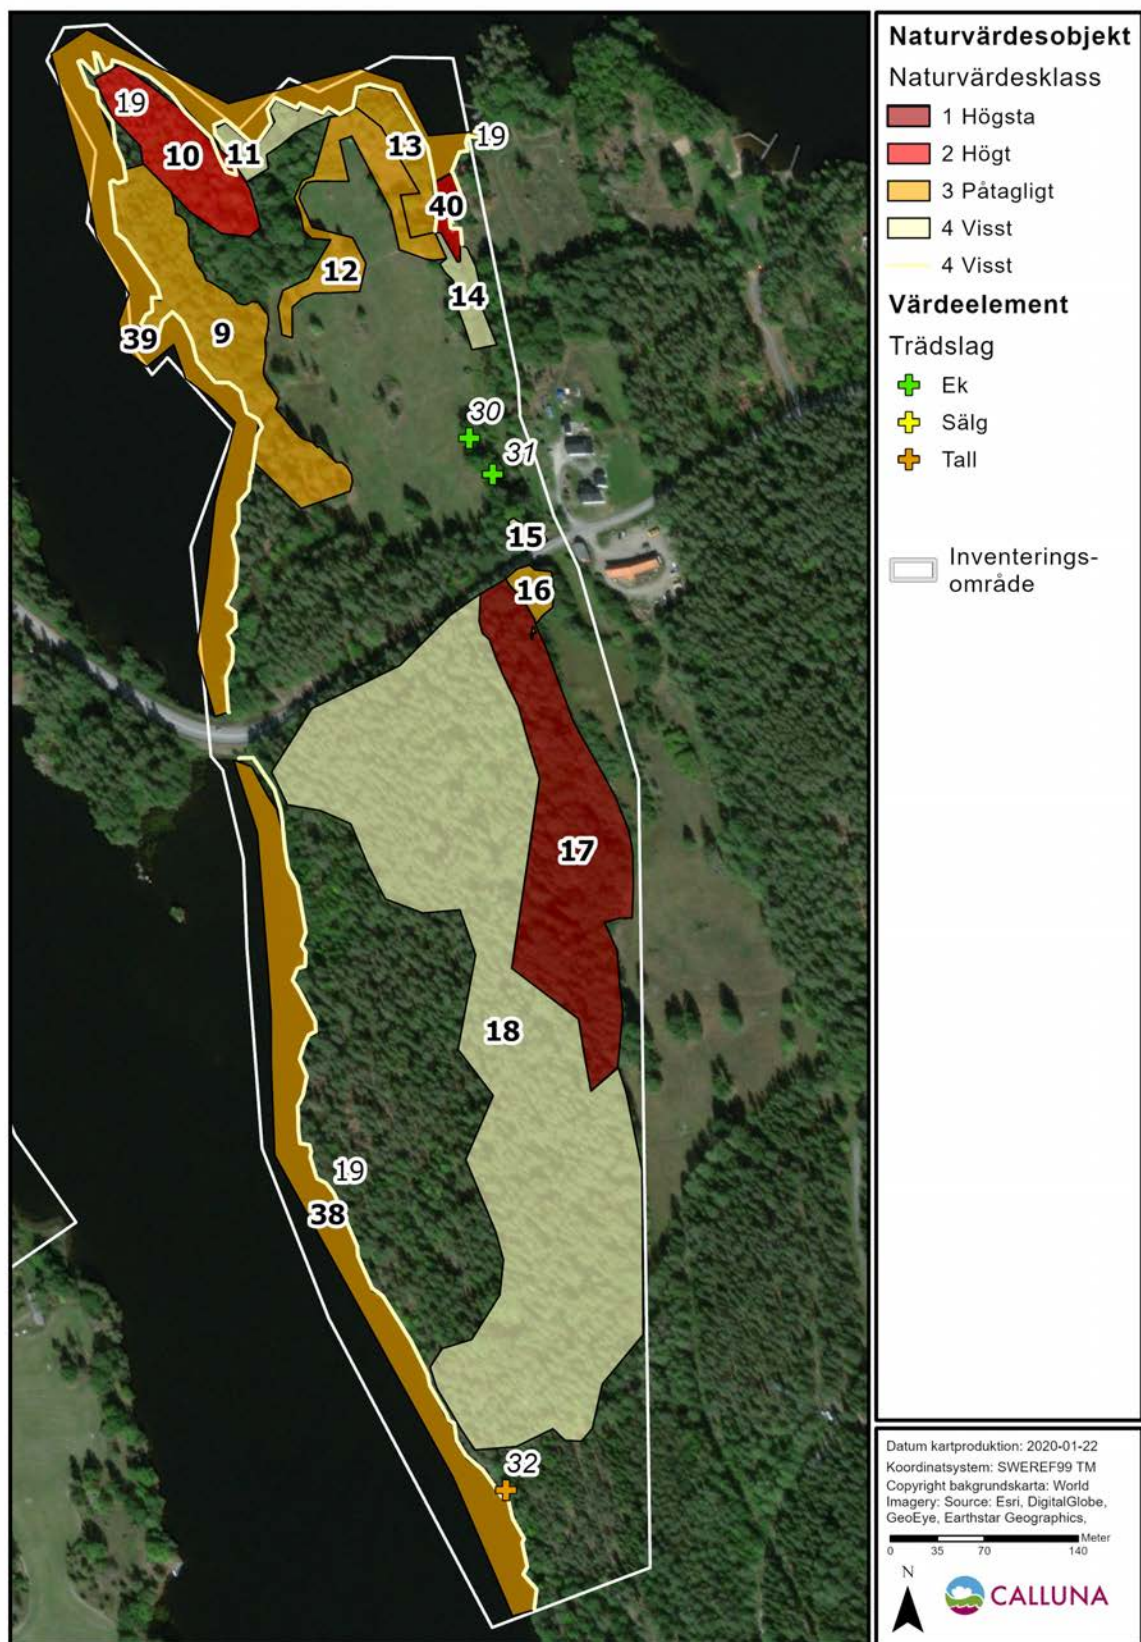 19
10
11
13
19
40
12
14
39
9
30
31
15
16
17
18
19
38
32
Naturvärdesobjekt
Naturvärdesklass
1 Högsta
2 Högt
3 Påtagligt
4 Visst
4 Visst
Värdeelement
Trädslag
Ek
Sälg
Tall
Inventerings-
område
Datum kartproduktion: 2020-01-22
Koordinatsystem: SWEREF99 TM
Copyright bakgrundskarta: World
Imagery: Source: Esri, DigitalGlobe,
GeoEye, Earthstar Geographics,
Meter
0 35 70 140
N
CALLUNA